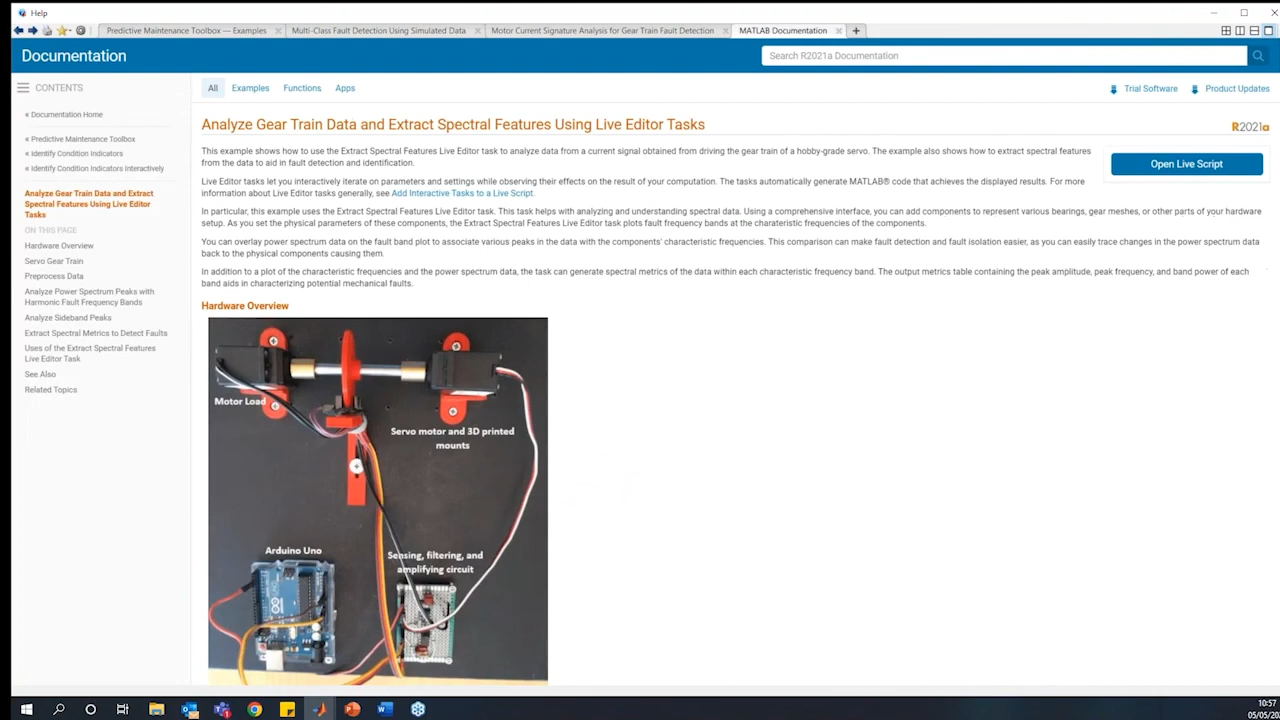 Help
Predictive Maintenance Toolbox — Examples
Multi-Class Fault Detection Using Simulated Data
Motor Current Signature Analysis for Gear Train Fault Detection
MATLAB Documentation
Documentation
Search R2021a Documentation
CONTENTS
All
Examples
Functions
Apps
Trial Software
Product Updates
« Documentation Home
« Predictive Maintenance Toolbox
« Identify Condition Indicators
« Identify Condition Indicators Interactively
Analyze Gear Train Data and Extract
Spectral Features Using Live Editor
Tasks
ON THIS PAGE
Hardware Overview
Servo Gear Train
Preprocess Data
Analyze Power Spectrum Peaks with
Harmonic Fault Frequency Bands
Analyze Sideband Peaks
Extract Spectral Metrics to Detect Faults
Uses of the Extract Spectral Features
Live Editor Task
See Also
Related Topics
Analyze Gear Train Data and Extract Spectral Features Using Live Editor Tasks
R2021a
This example shows how to use the Extract Spectral Features Live Editor task to analyze data from a current signal obtained from driving the gear train of a hobby-grade servo. The example also shows how to extract spectral features
from the data to aid in fault detection and identification.
Open Live Script
Live Editor tasks let you interactively iterate on parameters and settings while observing their effects on the result of your computation. The tasks automatically generate MATLAB® code that achieves the displayed results. For more
information about Live Editor tasks generally, see Add Interactive Tasks to a Live Script.
In particular, this example uses the Extract Spectral Features Live Editor task. This task helps with analyzing and understanding spectral data. Using a comprehensive interface, you can add components to represent various bearings, gear meshes, or other parts of your hardware
setup. As you set the physical parameters of these components, the Extract Spectral Features Live Editor task plots fault frequency bands at the charateristic frequencies of the components.
You can overlay power spectrum data on the fault band plot to associate various peaks in the data with the components' characteristic frequencies. This comparison can make fault detection and fault isolation easier, as you can easily trace changes in the power spectrum data
back to the physical components causing them.
In addition to a plot of the characteristic frequencies and the power spectrum data, the task can generate spectral metrics of the data within each characteristic frequency band. The output metrics table containing the peak amplitude, peak frequency, and band power of each
band aids in characterizing potential mechanical faults.
Hardware Overview
Motor Load
Servo motor and 3D printed
mounts
Arduino Uno
Sensing, filtering, and
amplifying circuit
10:57
05/05/20